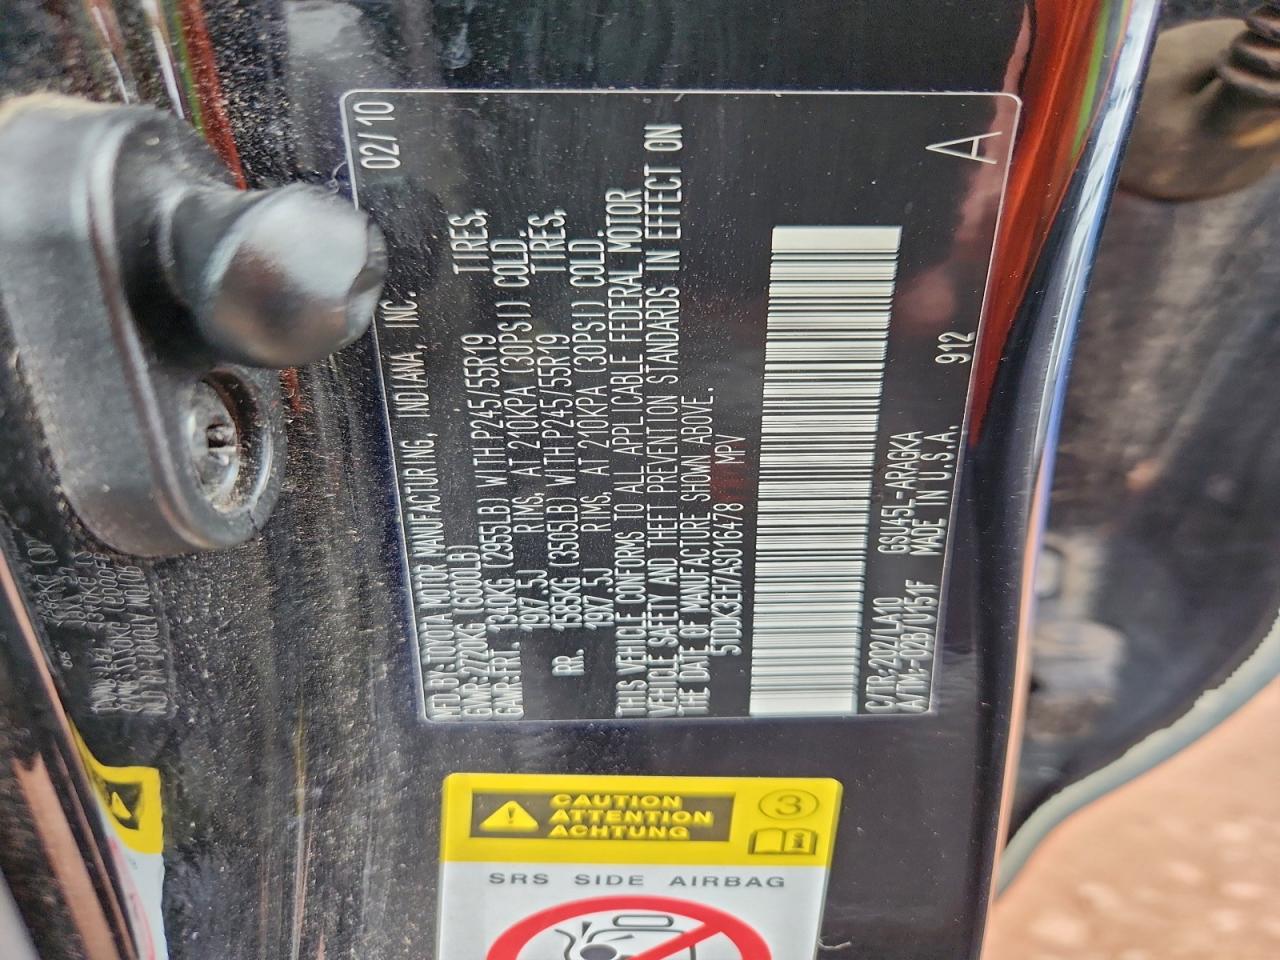 MFD.BY:TOYOTA MOTOR MANUFACTURING, INDIANA, INC. 02/10
GVWR:2720KG (6000LB)
GAWR:FRT. 1340KG (2955LB) WITH P245/55R19 TIRES,
19X7.5J RIMS, AT 210KPA (30PSI) COLD.
RR. 1585KG (3505LB) WITH P245/55R19 TIRES,
19X7.5J RIMS, AT 210KPA (30PSI) COLD.
THIS VEHICLE CONFORMS TO ALL APPLICABLE FEDERAL MOTOR
VEHICLE SAFETY AND THEFT PREVENTION STANDARDS IN EFFECT ON
THE DATE OF MANUFACTURE SHOWN ABOVE.
5TDDK3EH7AS016478 MPV
C/TR:202/LA10 GSU45L-ARAGKA
A/TM:-02B/U151F MADE IN U.S.A. 912
A
CAUTION
ATTENTION
ACHTUNG
3
SRS SIDE AIRBAG